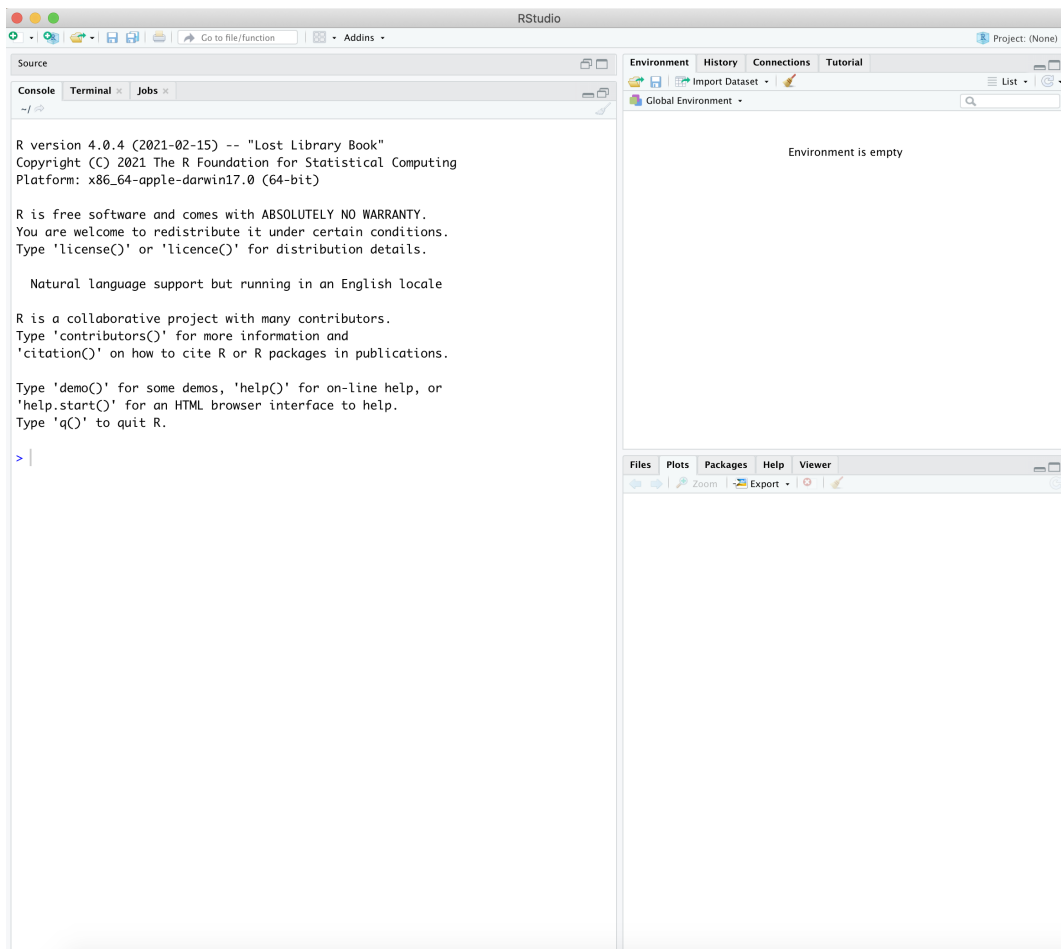 RStudio
Go to file/function
Addins
Project: (None)
Source
Console Terminal Jobs
~/
R version 4.0.4 (2021-02-15) -- "Lost Library Book"
Copyright (C) 2021 The R Foundation for Statistical Computing
Platform: x86_64-apple-darwin17.0 (64-bit)
R is free software and comes with ABSOLUTELY NO WARRANTY.
You are welcome to redistribute it under certain conditions.
Type 'license()' or 'licence()' for distribution details.
Natural language support but running in an English locale
R is a collaborative project with many contributors.
Type 'contributors()' for more information and
'citation()' on how to cite R or R packages in publications.
Type 'demo()' for some demos, 'help()' for on-line help, or
'help.start()' for an HTML browser interface to help.
Type 'q()' to quit R.
>
Environment History Connections Tutorial
Import Dataset List
Global Environment
Environment is empty
Files Plots Packages Help Viewer
Zoom Export